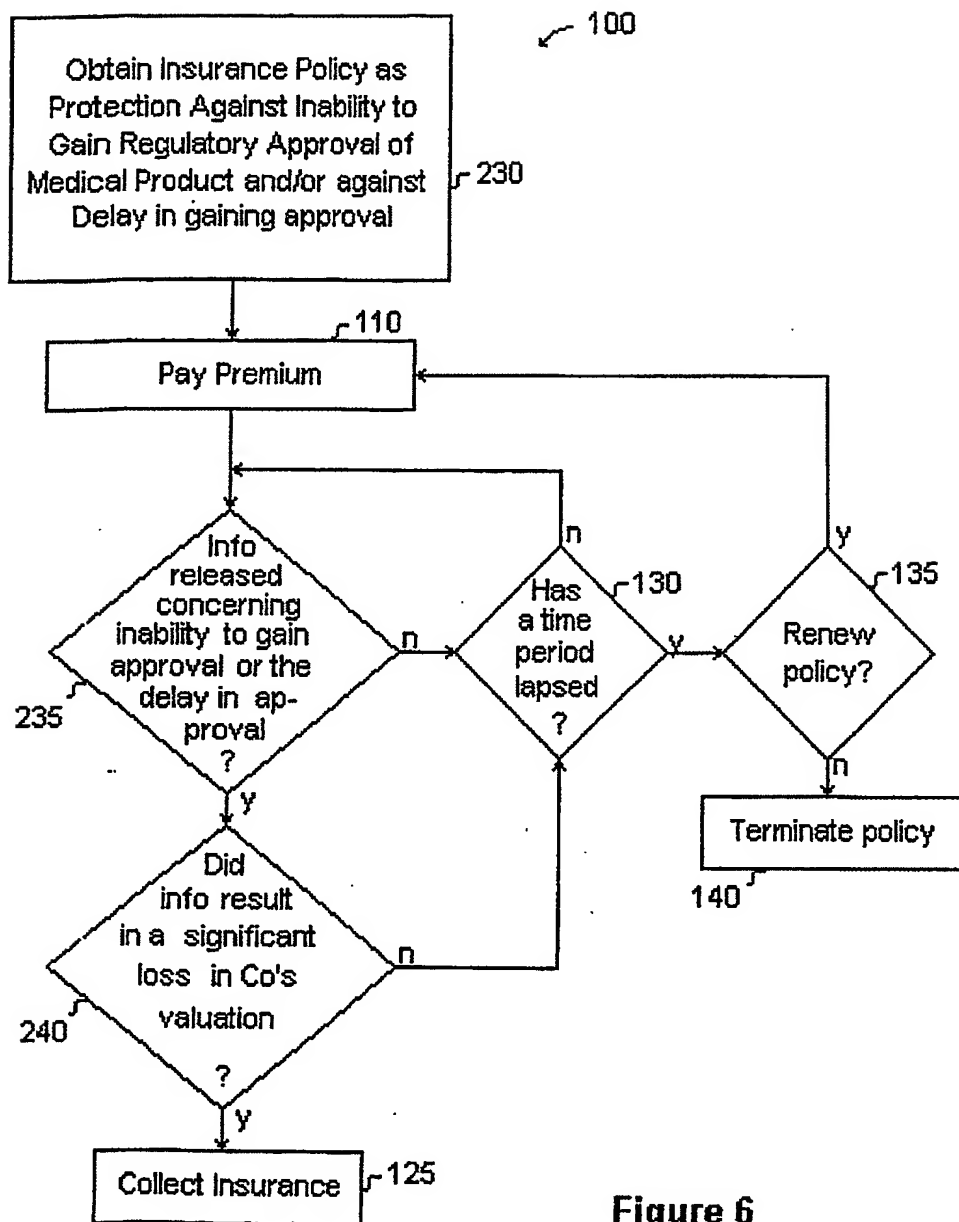 100
Obtain Insurance Policy as
Protection Against Inability to
Gain Regulatory Approval of
Medical Product and/or against
Delay in gaining approval
230
110
Pay Premium
Info
released
concerning
inability to gain
approval or the
delay in ap-
proval
?
235
n
y
n
Has
a time
period
lapsed
?
130
y
y
135
Renew
policy?
n
Terminate policy
140
Did
info result
in a significant
loss in Co's
valuation
?
240
n
y
Collect Insurance
125
Figure 6